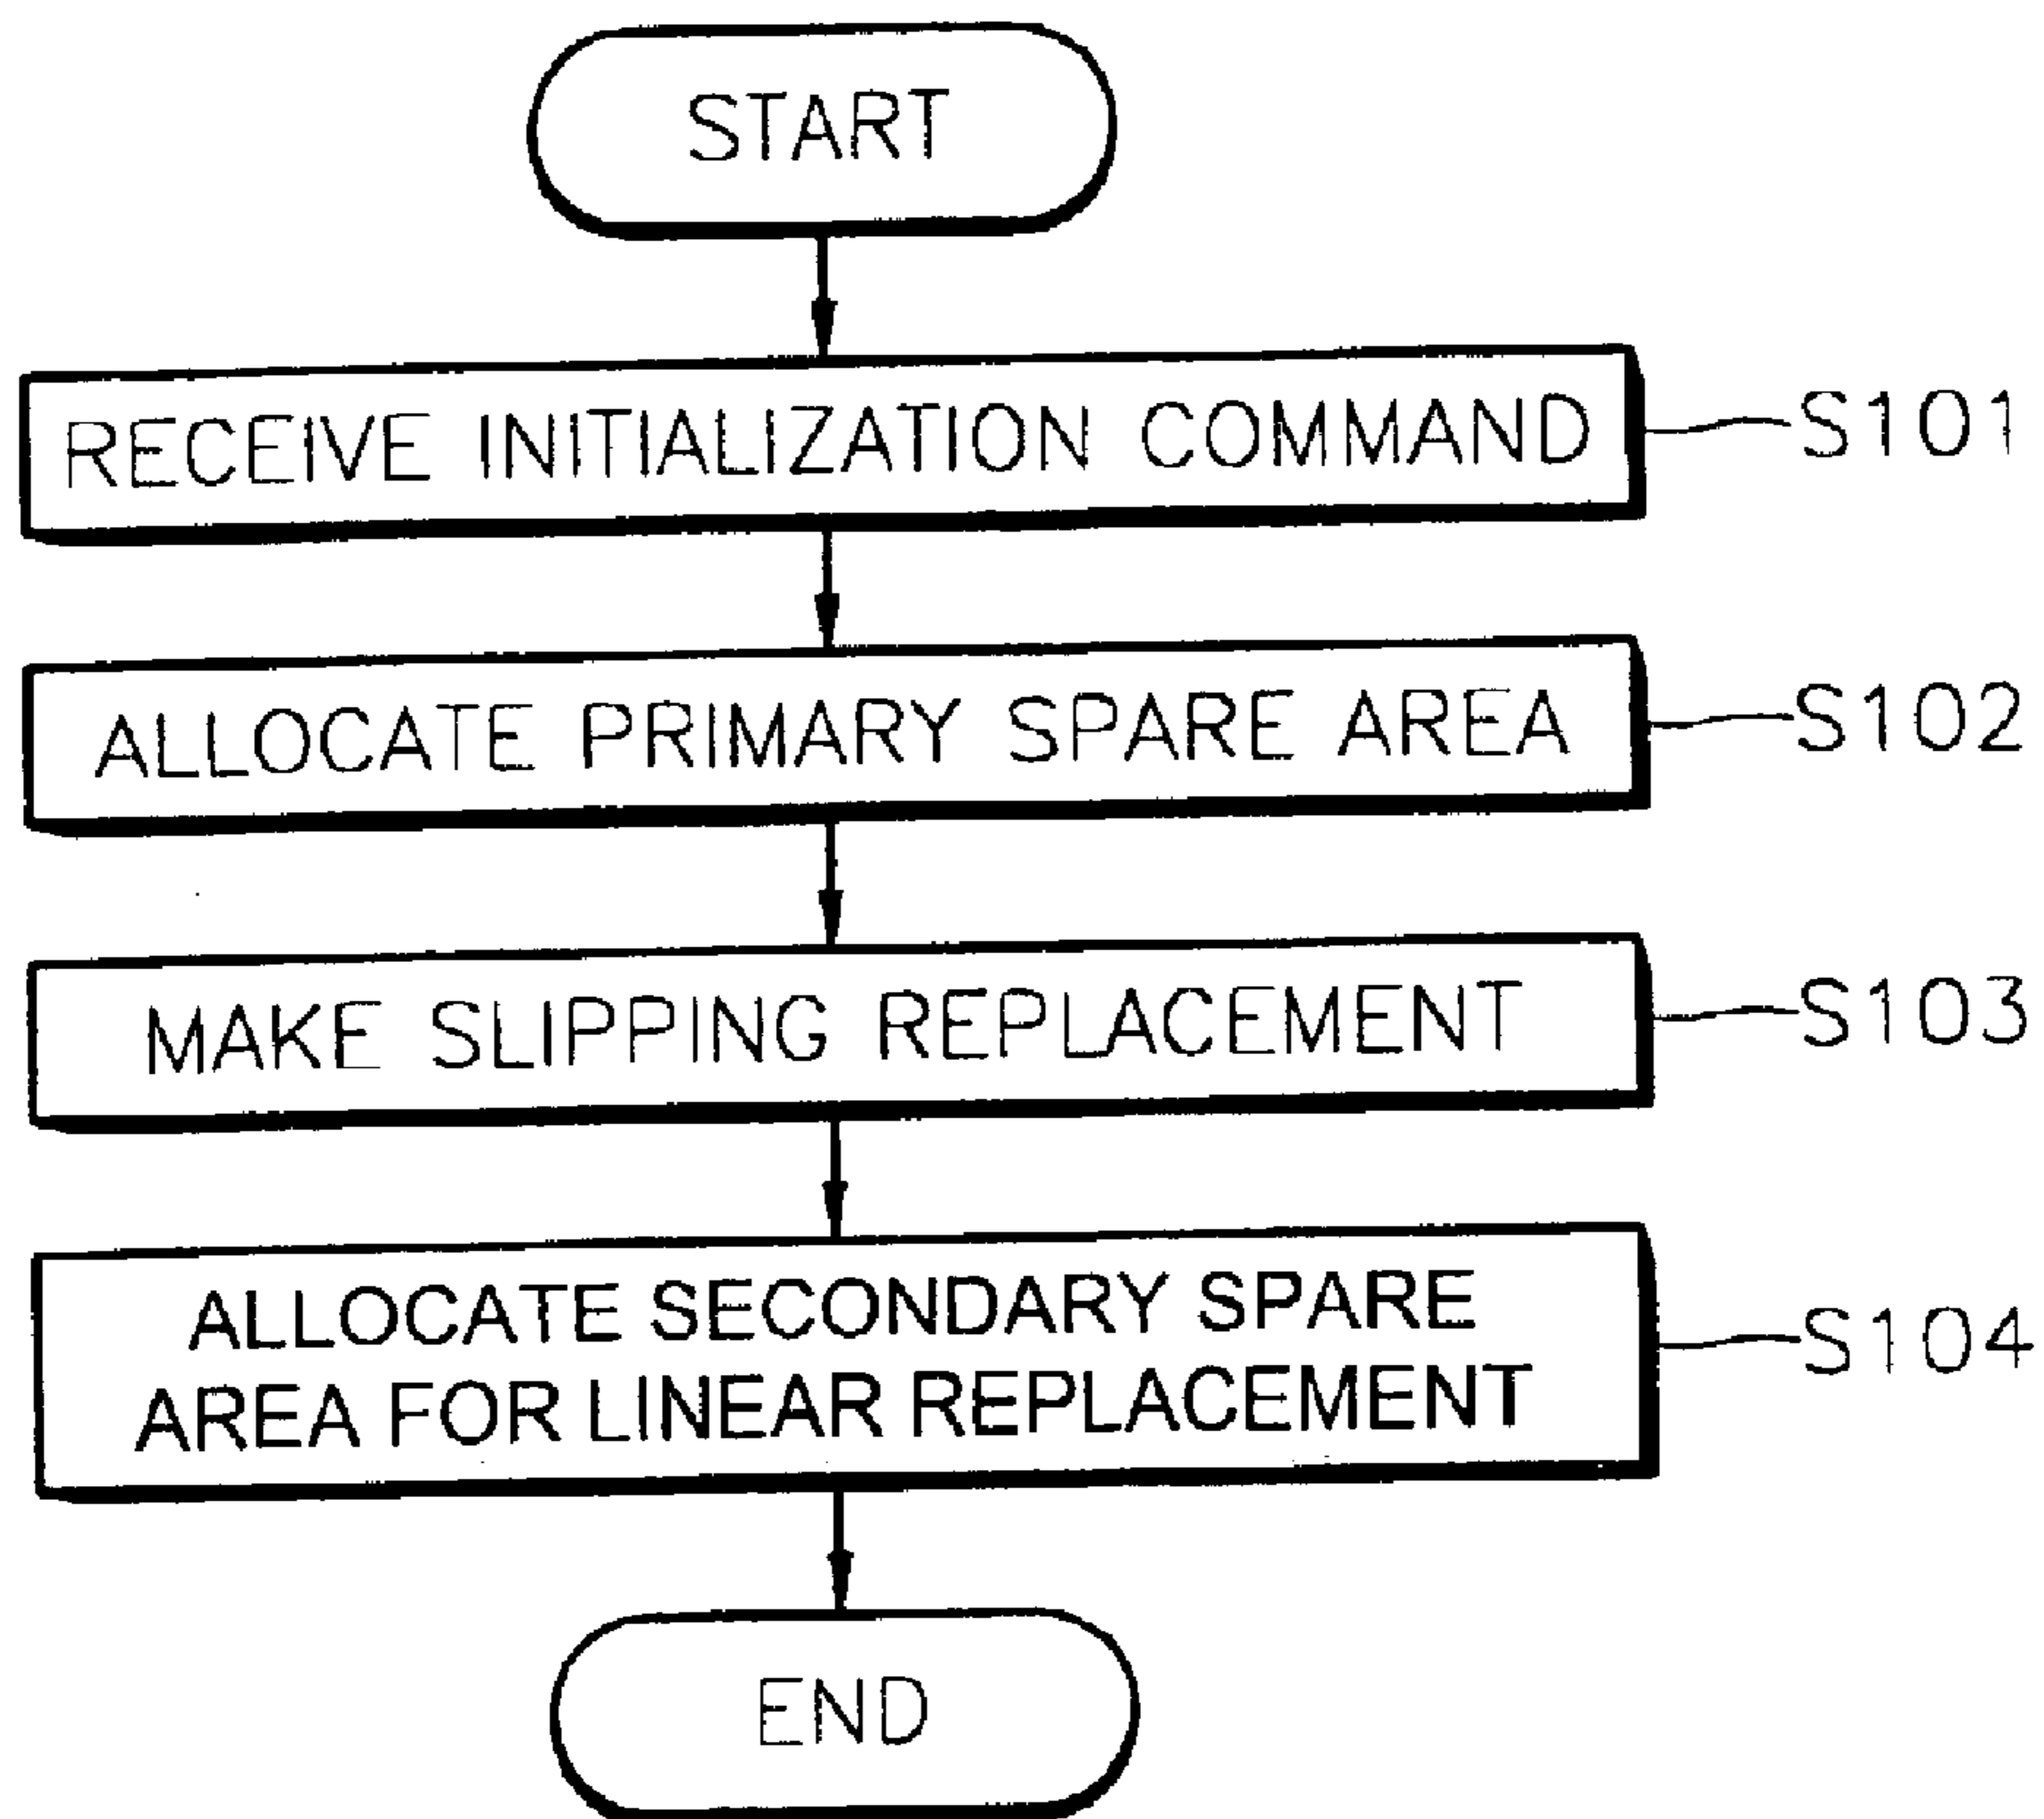 START
RECEIVE INITIALIZATION COMMAND
S101
ALLOCATE PRIMARY SPARE AREA
S102
MAKE SLIPPING REPLACEMENT
S103
ALLOCATE SECONDARY SPARE
AREA FOR LINEAR REPLACEMENT
S104
END